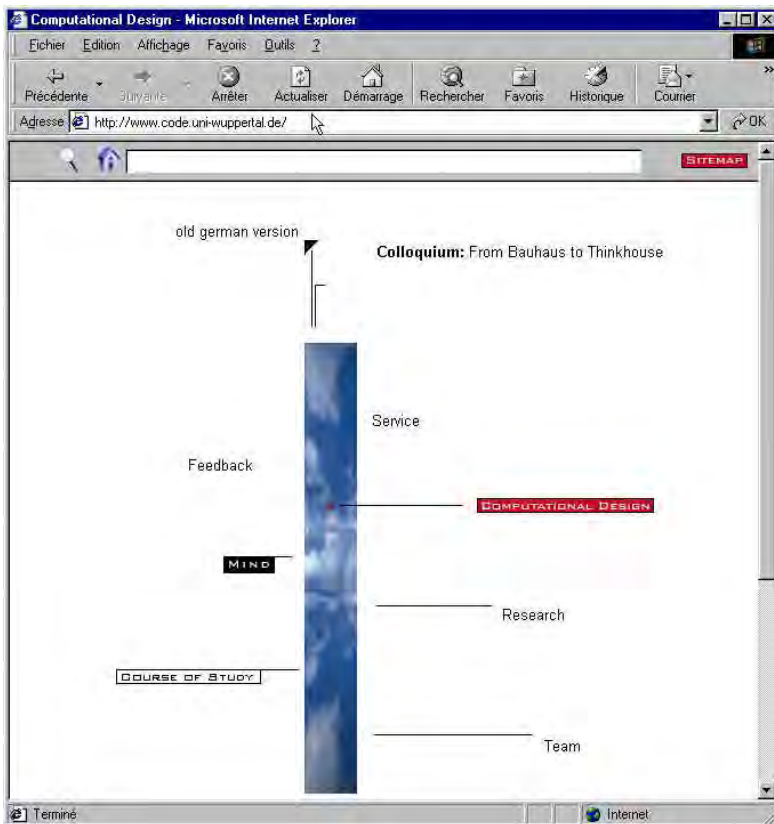 Computational Design - Microsoft Internet Explorer
Fichier Edition Affichage Favoris Outils ?
Précédente Suivante Arrêter Actualiser Démarrage Rechercher Favoris Historique Courrier »
Adresse http://www.code.uni-wuppertal.de/ OK
SITEMAP
old german version
Colloquium: From Bauhaus to Thinkhouse
Service
Feedback
COMPUTATIONAL DESIGN
MIND
Research
COURSE OF STUDY
Team
Terminé Internet